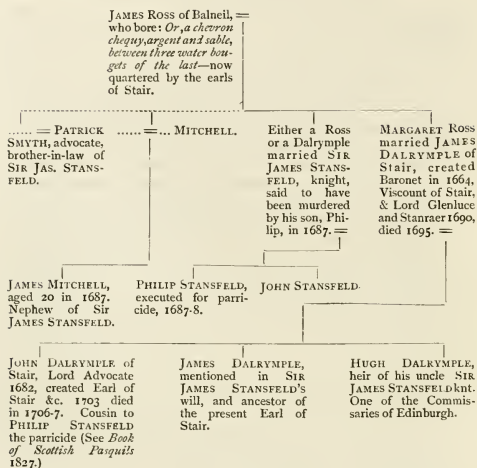 JAMES ROSS of Balneil, =
who bore: Or, a chevron
chequy, argent and sable,
between three water bou-
gets of the last—now
quartered by the earls
of Stair.
...... = PATRICK
SMYTH, advocate,
brother-in-law of
SIR JAS. STANS-
FELD.
...... =... MITCHELL.
Either a Ross
or a Dalrymple
married SIR
JAMES STANS-
FELD, knight,
said to have
been murdered
by his son, Phi-
lip, in 1687. =
MARGARET ROSS
married JAMES
DALRYMPLE of
Stair, created
Baronet in 1664,
Viscount of Stair,
& Lord Glenluce
and Stanraer 1690,
died 1695. =
JAMES MITCHELL,
aged 20 in 1687.
Nephew of Sir
JAMES STANSFELD.
PHILIP STANSFELD,
executed for parri-
cide, 1687-8.
JOHN STANSFELD.
JOHN DALRYMPLE of
Stair, Lord Advocate
1682, created Earl of
Stair &c. 1703 died
in 1706-7. Cousin to
PHILIP STANSFELD
the parricide (See Book
of Scottish Pasquils
1827.)
JAMES DALRYMPLE,
mentioned in SIR
JAMES STANSFELD'S
will, and ancestor of
the present Earl of
Stair.
HUGH DALRYMPLE,
heir of his uncle SIR
JAMES STANSFELD knt.
One of the Commis-
saries of Edinburgh.